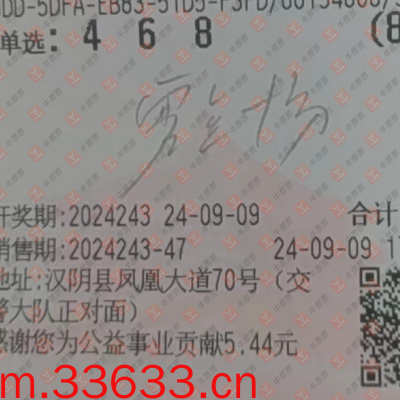 单选: 4 6 8 (8
开奖期:2024243 24-09-09 合计
销售期:2024243-47 24-09-09 1
地址:汉阴县凤凰大道70号(交
警大队正对面)
感谢您为公益事业贡献5.44元
m.33633.cn